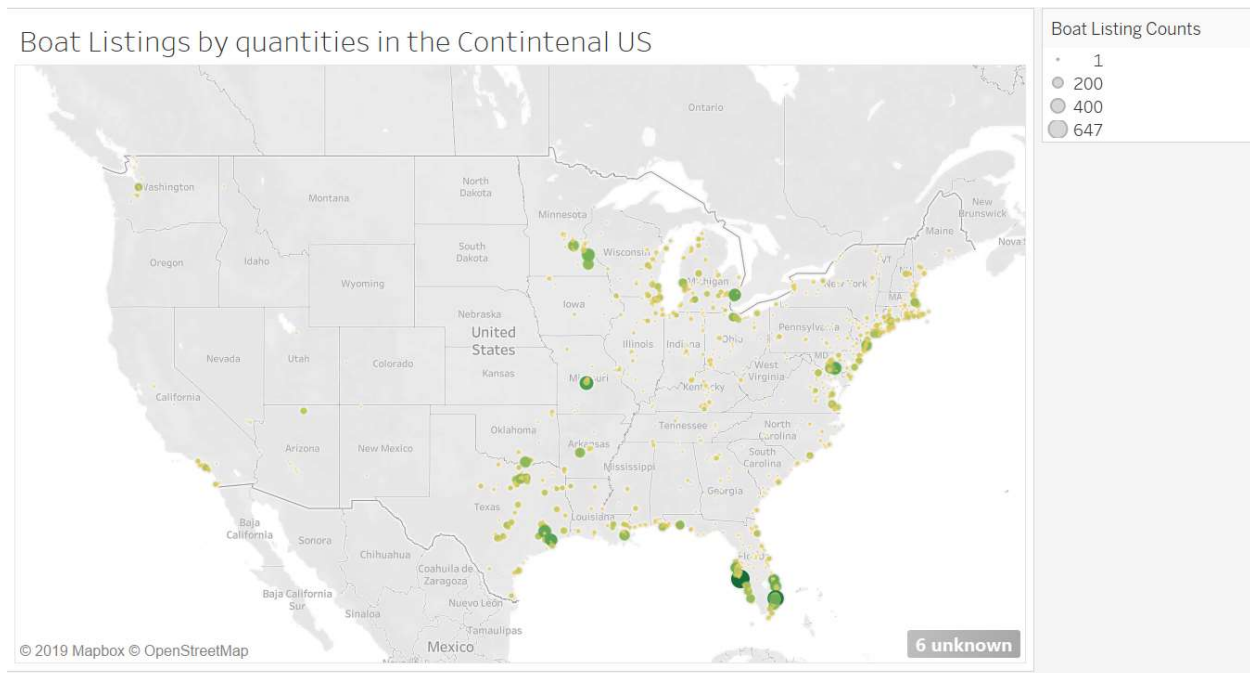 Boat Listings by quantities in the Contintenal US
Boat Listing Counts
1
200
400
647
Ontario
Washington
Montana
North
Dakota
Minnesota
New
Brunswick
Maine
Oregon
Idaho
South
Dakota
Wisconsin
VT
Wyoming
Michigan
New York
MA
Iowa
Nebraska
United
States
Pennsylvania
Nevada
Utah
Colorado
Kansas
Illinois
Indiana
Ohio
MD
West
Virginia
California
Missouri
Kentucky
Arizona
New Mexico
Oklahoma
Arkansas
Tennessee
North
Carolina
South
Carolina
Mississippi
Georgia
Texas
Louisiana
Baja
California
Sonora
Chihuahua
Florida
Coahuila de
Zaragoza
Baja California
Sur
Sinaloa
Nuevo León
Tamaulipas
Mexico
© 2019 Mapbox © OpenStreetMap
6 unknown